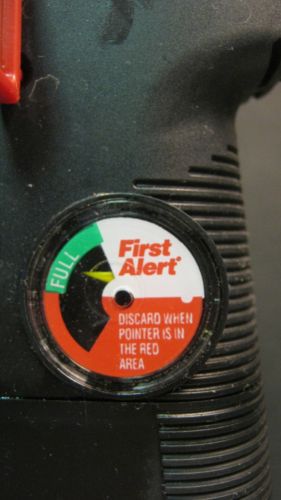 FULL
First
Alert®
DISCARD WHEN
POINTER IS IN
THE RED
AREA